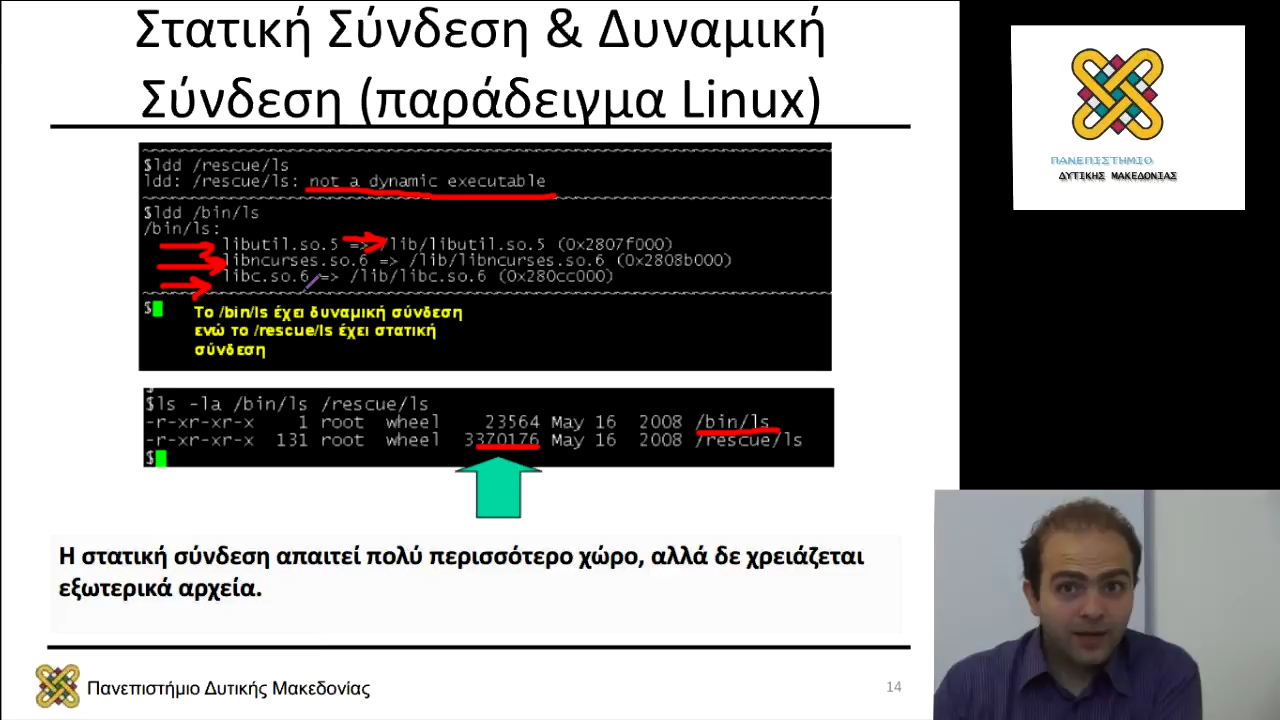 Στατική Σύνδεση & Δυναμική
Σύνδεση (παράδειγμα Linux)
$ldd /rescue/ls
ldd: /rescue/ls: not a dynamic executable
$ldd /bin/ls
/bin/ls:
libutil.so.5 => /lib/libutil.so.5 (0x2807f000)
libncurses.so.6 => /lib/libncurses.so.6 (0x2808b000)
libc.so.6 => /lib/libc.so.6 (0x280cc000)
$
Το /bin/ls έχει δυναμική σύνδεση
ενώ το /rescue/ls έχει στατική
σύνδεση
$ls -la /bin/ls /rescue/ls
-r-xr-xr-x 1 root wheel 23564 May 16 2008 /bin/ls
-r-xr-xr-x 131 root wheel 3370176 May 16 2008 /rescue/ls
$
Η στατική σύνδεση απαιτεί πολύ περισσότερο χώρο, αλλά δε χρειάζεται
εξωτερικά αρχεία.
Πανεπιστήμιο Δυτικής Μακεδονίας
14
ΠΑΝΕΠΙΣΤΗΜΙΟ
ΔΥΤΙΚΗΣ ΜΑΚΕΔΟΝΙΑΣ